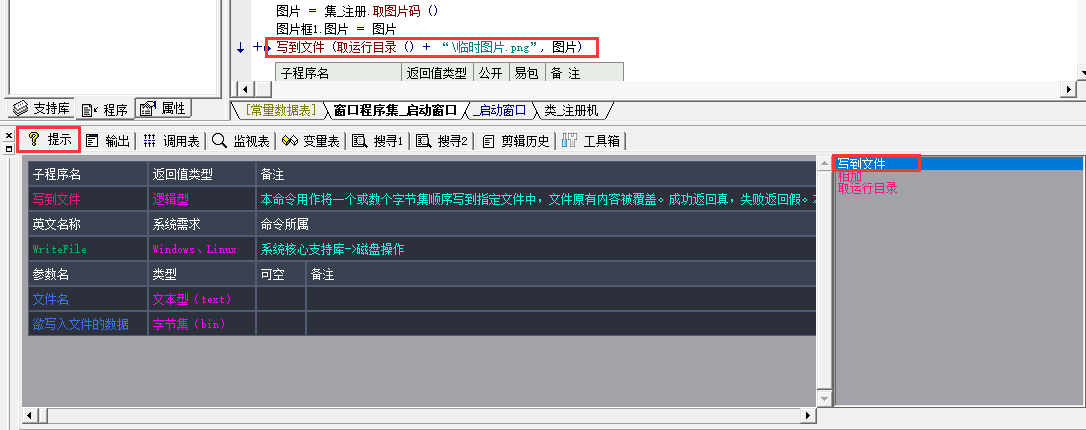 图片 = 集_注册.取图片码 ()
图片框1.图片 = 图片
写到文件 (取运行目录 () + “\临时图片.png”, 图片)
子程序名 返回值类型 公开 易包 备 注
支持库 程序 属性
[常量数据表] 窗口程序集_启动窗口 _启动窗口 类_注册机
提示 输出 调用表 监视表 变量表 搜寻1 搜寻2 剪辑历史 工具箱
子程序名 返回值类型 备注
写到文件 逻辑型 本命令用作将一个或数个字节集顺序写到指定文件中，文件原有内容被覆盖。成功返回真，失败返回假。
英文名称 系统需求 命令所属
WriteFile Windows、Linux 系统核心支持库->磁盘操作
参数名 类型 可空 备注
文件名 文本型（text）
欲写入文件的数据 字节集（bin）
写到文件
相加
取运行目录